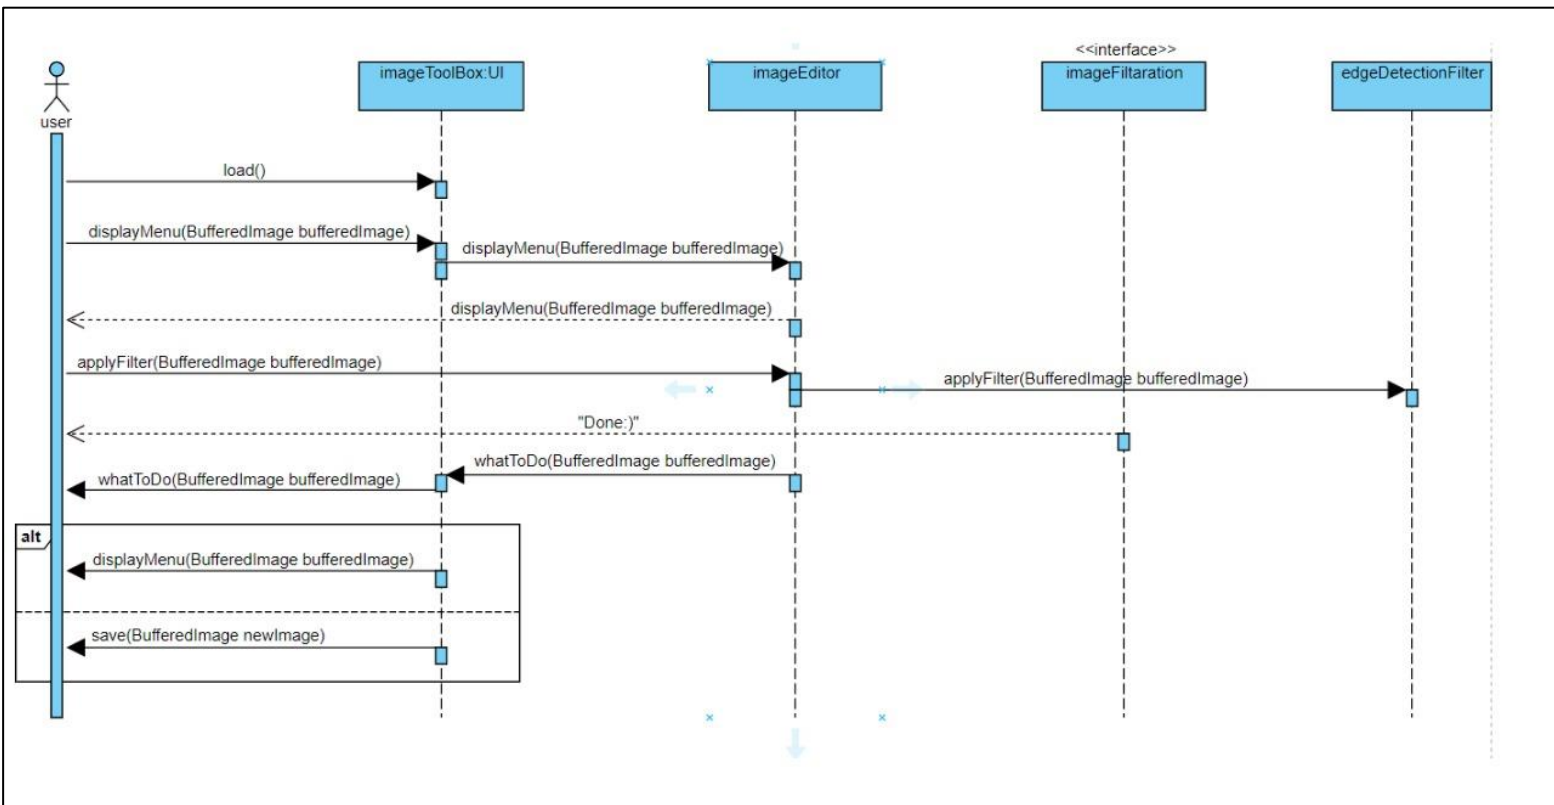 <<interface>>
imageToolBox:UI
imageEditor
imageFiltaration
edgeDetectionFilter
user
load()
displayMenu(BufferedImage bufferedImage)
displayMenu(BufferedImage bufferedImage)
displayMenu(BufferedImage bufferedImage)
applyFilter(BufferedImage bufferedImage)
applyFilter(BufferedImage bufferedImage)
"Done:)"
whatToDo(BufferedImage bufferedImage)
whatToDo(BufferedImage bufferedImage)
alt
displayMenu(BufferedImage bufferedImage)
save(BufferedImage newImage)